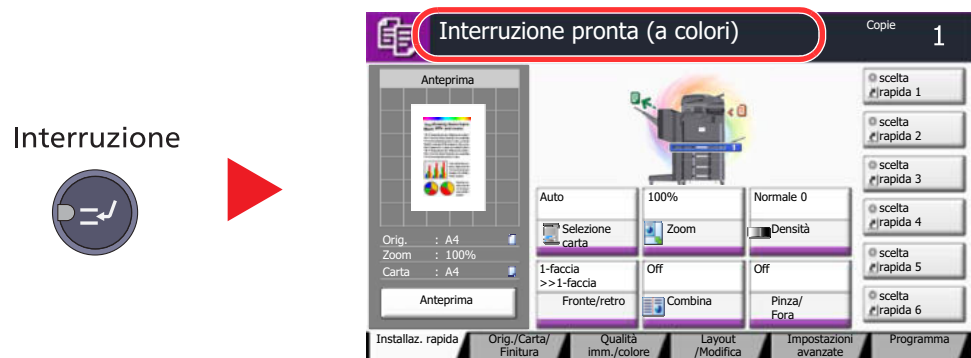 Interruzione
Interruzione pronta (a colori)
Copie
1
Anteprima
Orig. : A4
Zoom : 100%
Carta : A4
Anteprima
1
Auto
Selezione
carta
100%
Zoom
Normale 0
Densità
1-faccia
>>1-faccia
Fronte/retro
Off
Combina
Off
Pinza/
Fora
scelta
rapida 1
scelta
rapida 2
scelta
rapida 3
scelta
rapida 4
scelta
rapida 5
scelta
rapida 6
Installaz. rapida
Orig./Carta/
Finitura
Qualità
imm./colore
Layout
/Modifica
Impostazioni
avanzate
Programma